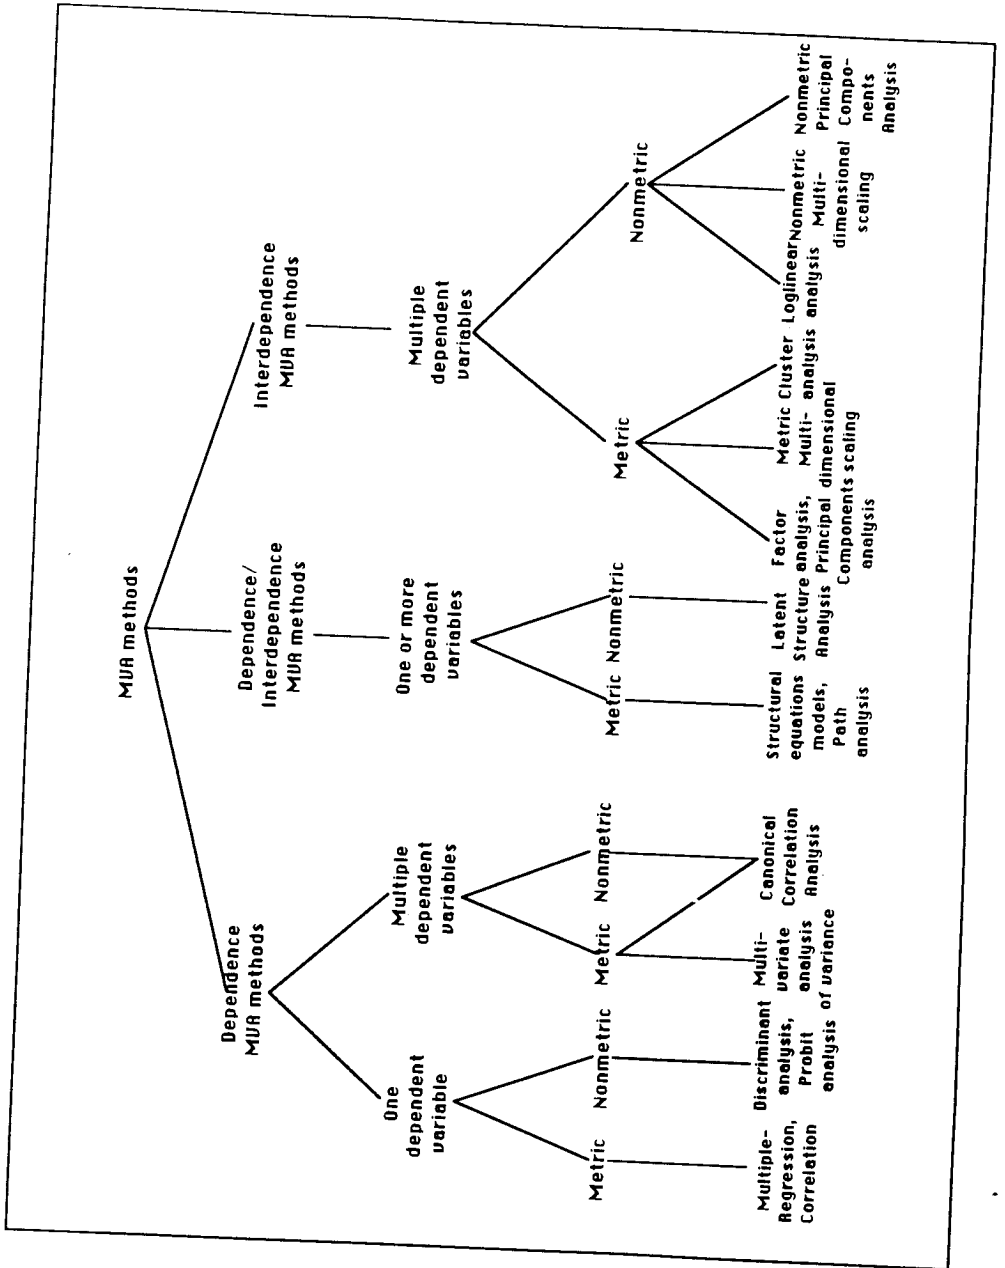 MVA methods
Dependence
MVA methods
Dependence/
Interdependence
MVA methods
Interdependence
MVA methods
One
dependent
variable
Multiple
dependent
variables
One or more
dependent
variables
Multiple
dependent
variables
Metric
Nonmetric
Metric
Nonmetric
Metric
Nonmetric
Metric
Nonmetric
Multiple-
Regression,
Correlation
Discriminant
analysis,
Probit
analysis
Multi-
variate
analysis
of variance
Canonical
Correlation
Analysis
Structural
equations
models,
Path
analysis
Latent
Structure
Analysis
Factor
analysis,
Principal
Components
analysis
Metric
Multi-
dimensional
scaling
Cluster
analysis
Loglinear
analysis
Nonmetric
Multi-
dimensional
scaling
Nonmetric
Principal
Compo-
nents
Analysis